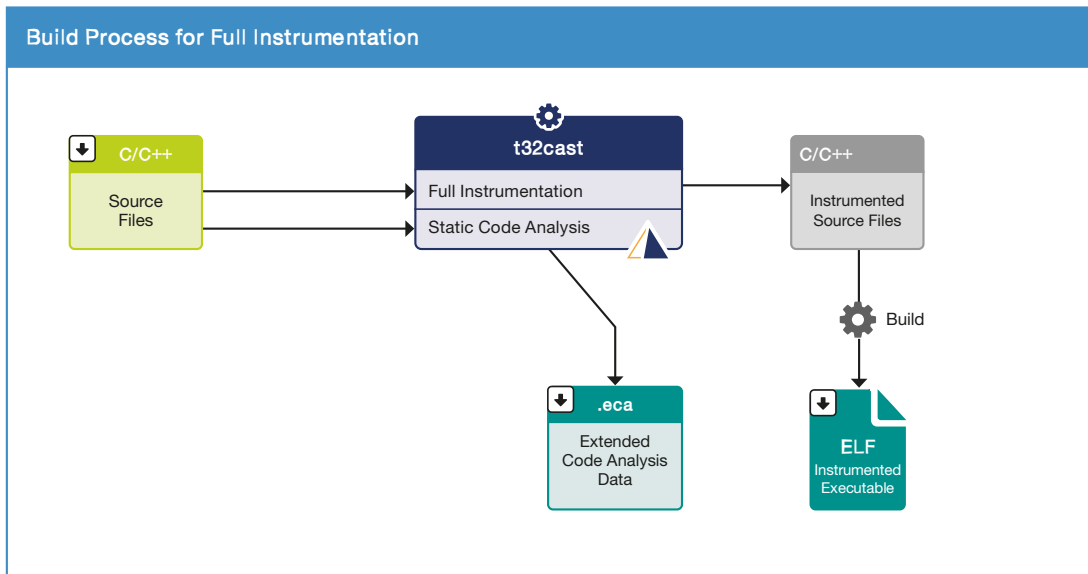 Build Process for Full Instrumentation
C/C++
Source
Files
t32cast
Full Instrumentation
Static Code Analysis
C/C++
Instrumented
Source Files
Build
.eca
Extended
Code Analysis
Data
ELF
Instrumented
Executable